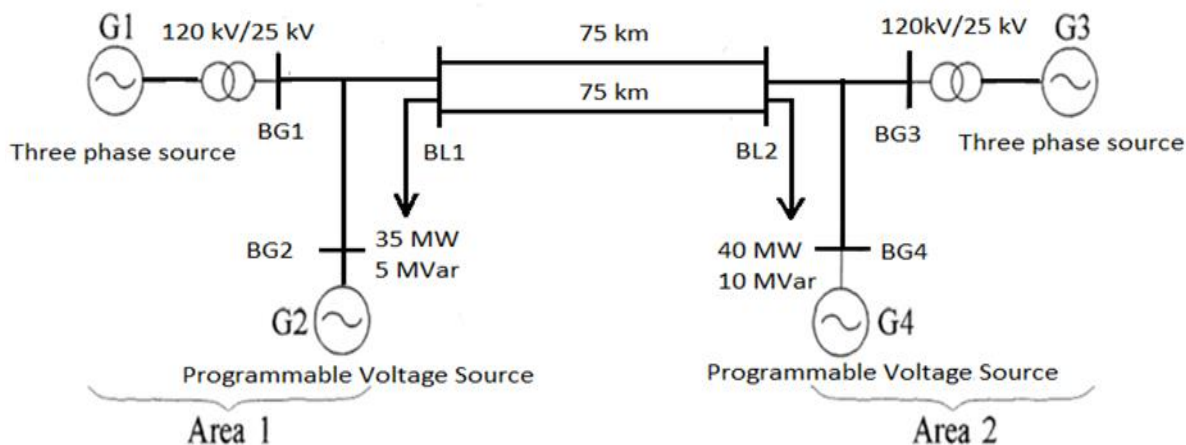 G1
120 kV/25 kV
75 km
120kV/25 kV
G3
75 km
BG1
BL1
BL2
BG3
Three phase source
Three phase source
BG2
35 MW
5 MVar
40 MW
10 MVar
BG4
G2
G4
Programmable Voltage Source
Programmable Voltage Source
Area 1
Area 2